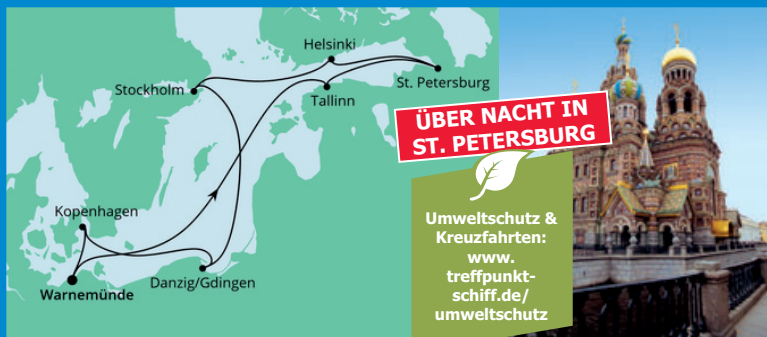 Helsinki
Stockholm
St. Petersburg
Tallinn
Kopenhagen
Danzig/Gdingen
Warnemünde
ÜBER NACHT IN
ST. PETERSBURG
Umweltschutz &
Kreuzfahrten:
www.
treffpunkt-
schiff.de/
umweltschutz